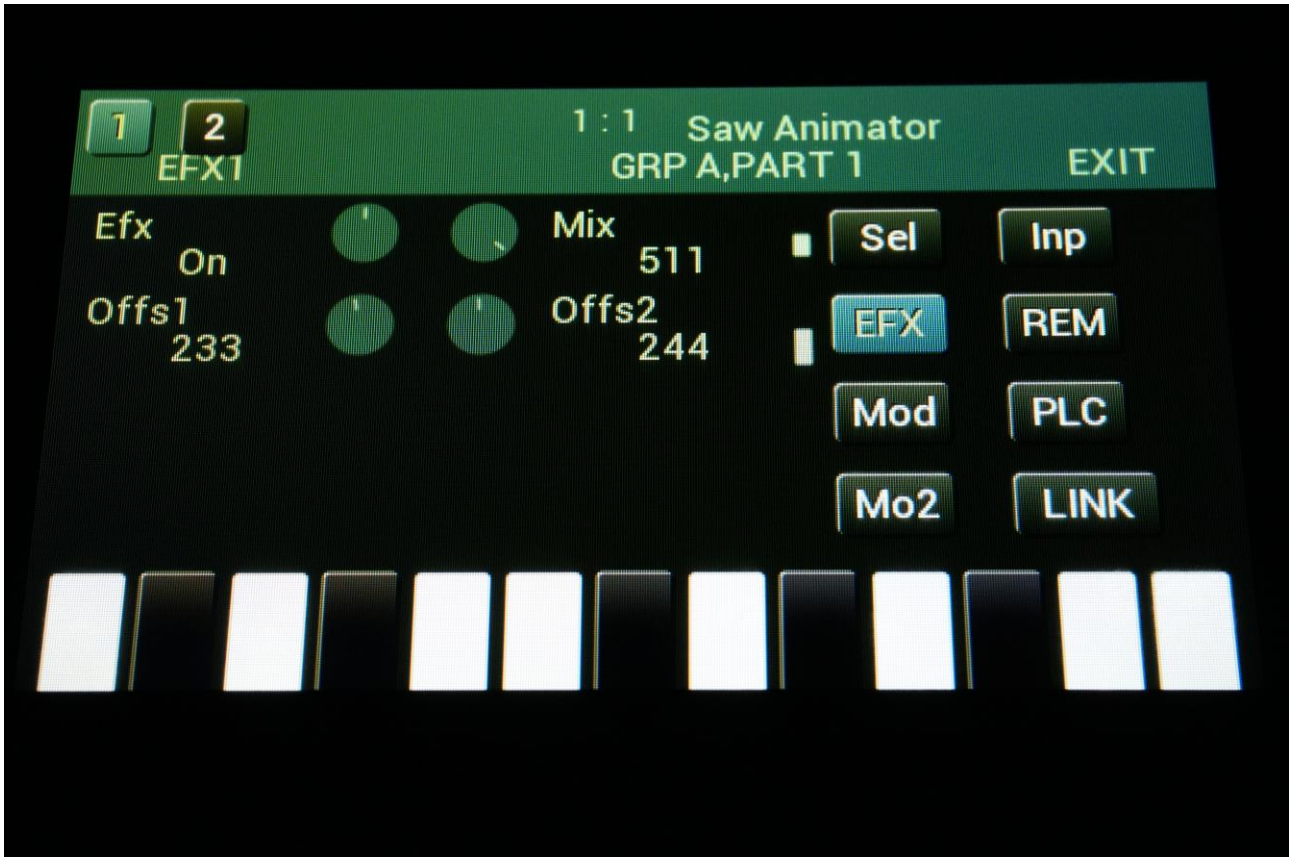 1 2 1 : 1 Saw Animator
EFX1 GRP A,PART 1 EXIT
Efx Mix Sel Inp
On 511
Offs1 Offs2 EFX REM
233 244
Mod PLC
Mo2 LINK